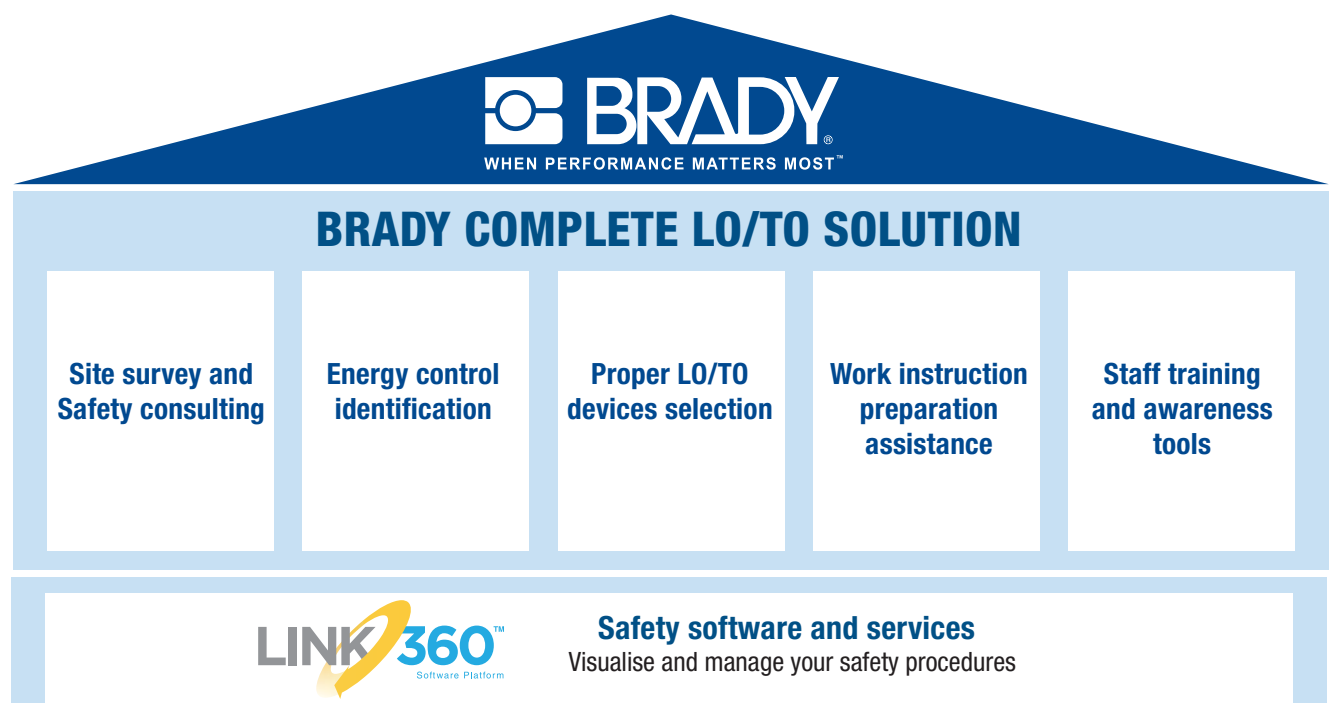 BRADY®
WHEN PERFORMANCE MATTERS MOST™
BRADY COMPLETE LO/TO SOLUTION
Site survey and
Safety consulting
Energy control
identification
Proper LO/TO
devices selection
Work instruction
preparation
assistance
Staff training
and awareness
tools
LINK360™
Software Platform
Safety software and services
Visualise and manage your safety procedures